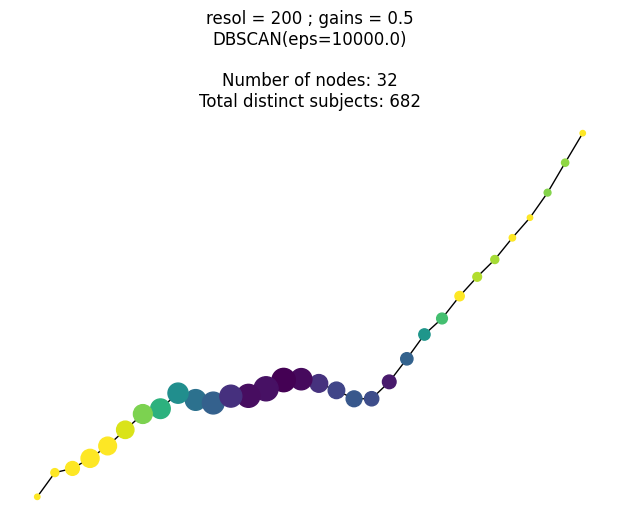 resol = 200 ; gains = 0.5
DBSCAN(eps=10000.0)
Number of nodes: 32
Total distinct subjects: 682